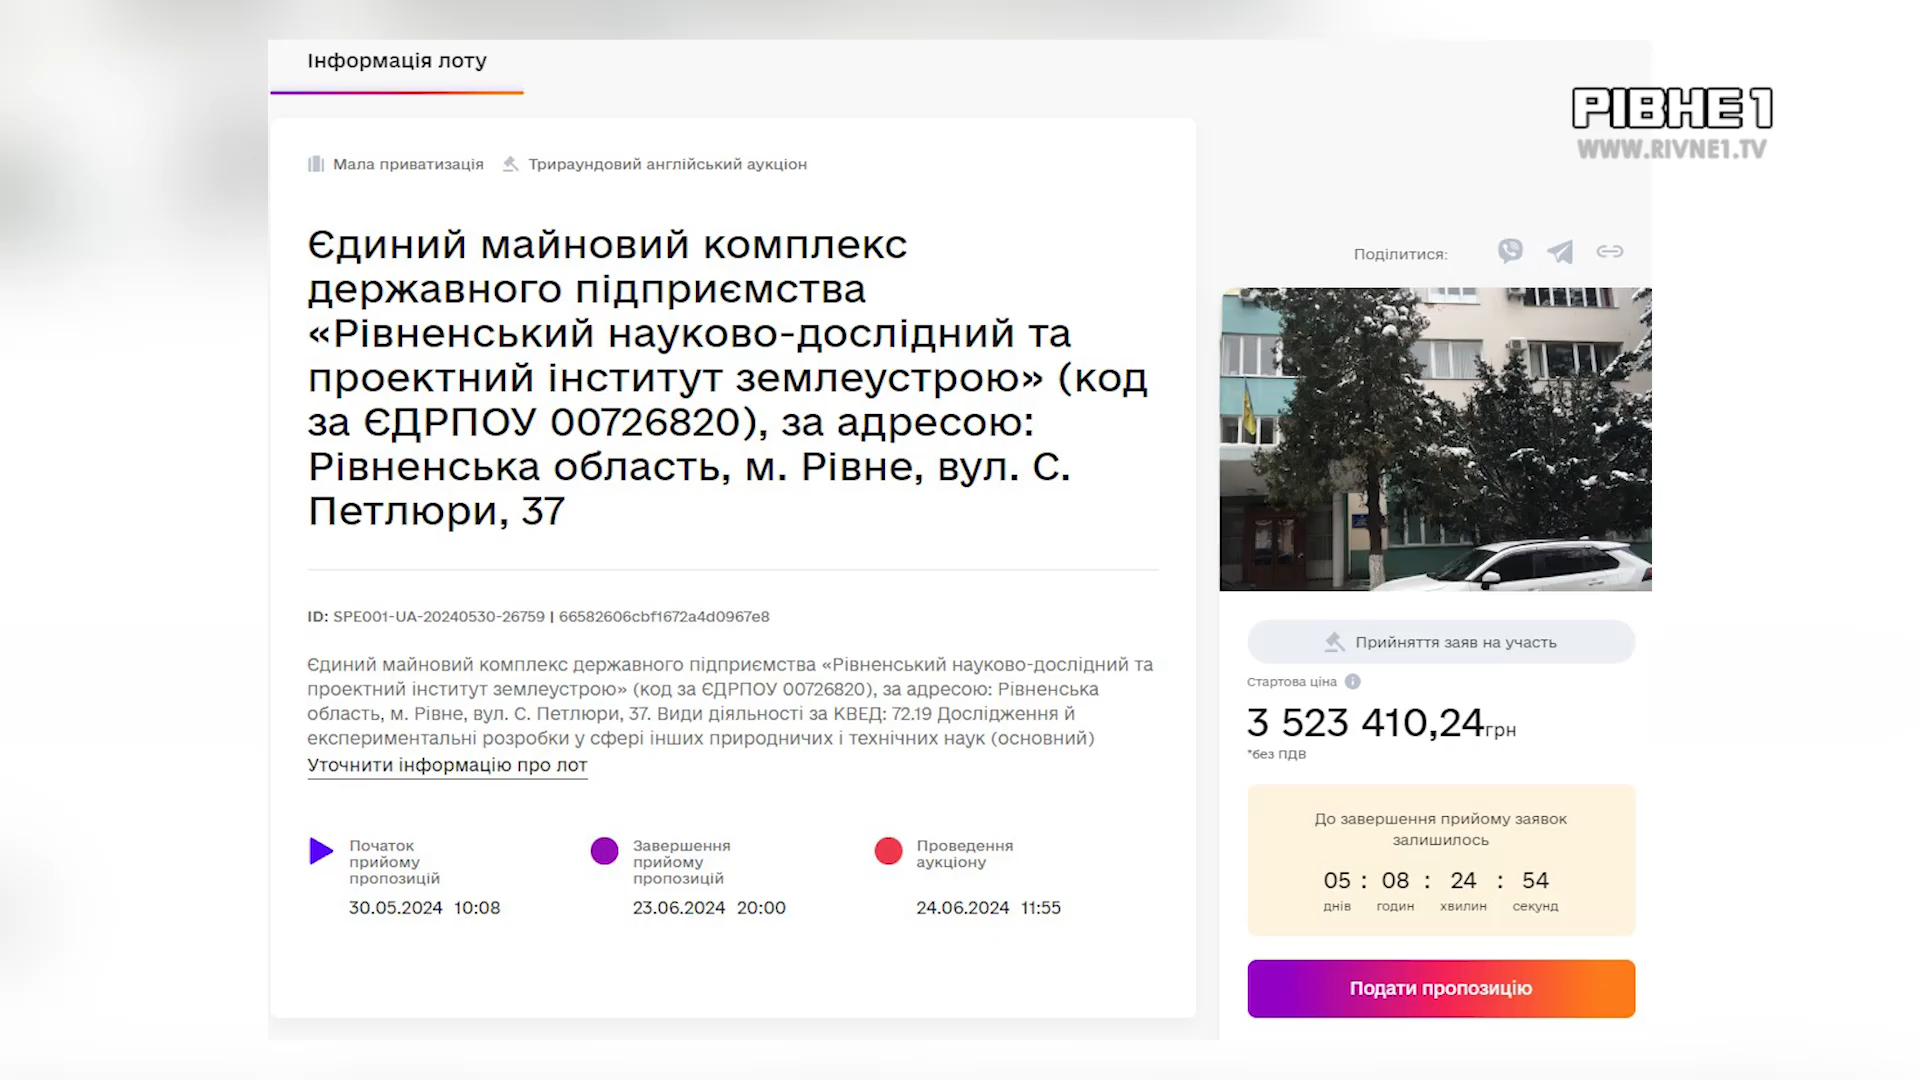 Інформація лоту
РІВНЕ 1
WWW.RIVNE1.TV
Мала приватизація Трираундовий англійський аукціон
Єдиний майновий комплекс
державного підприємства
«Рівненський науково-дослідний та
проектний інститут землеустрою» (код
за ЄДРПОУ 00726820), за адресою:
Рівненська область, м. Рівне, вул. С.
Петлюри, 37
ID: SPE001-UA-20240530-26759 | 66582606cbf1672a4d0967e8
Єдиний майновий комплекс державного підприємства «Рівненський науково-дослідний та
проектний інститут землеустрою» (код за ЄДРПОУ 00726820), за адресою: Рівненська
область, м. Рівне, вул. С. Петлюри, 37. Види діяльності за КВЕД: 72.19 Дослідження й
експериментальні розробки у сфері інших природничих і технічних наук (основний)
Уточнити інформацію про лот
Початок
прийому
пропозицій
30.05.2024 10:08
Завершення
прийому
пропозицій
23.06.2024 20:00
Проведення
аукціону
24.06.2024 11:55
Поділитися:
Прийняття заяв на участь
Стартова ціна
3 523 410,24грн
*без ПДВ
До завершення прийому заявок
залишилось
05 : 08 : 24 : 54
днів годин хвилин секунд
Подати пропозицію